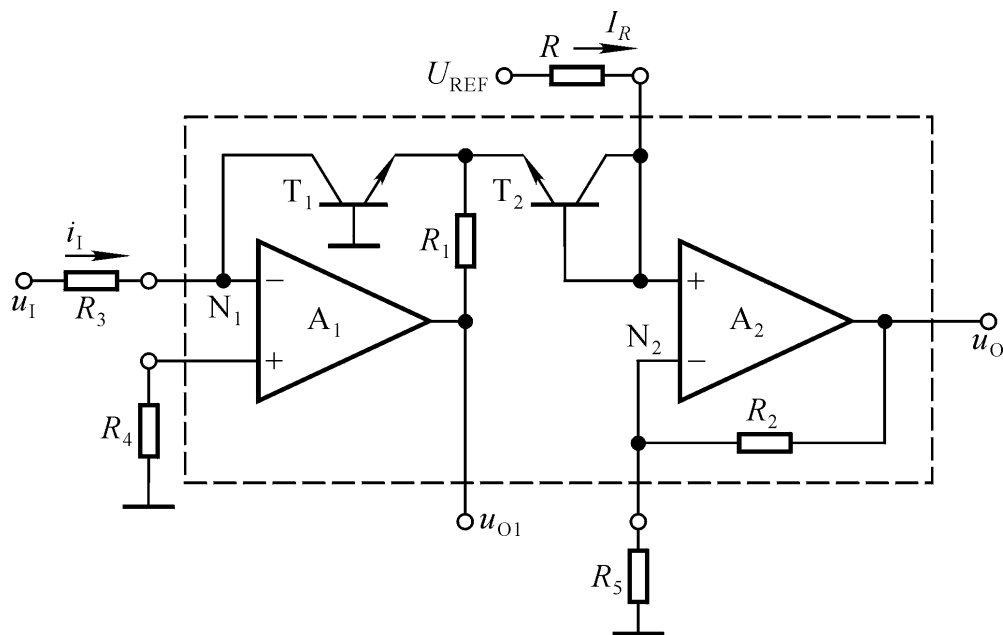 I_R
R
U_REF
T_1
T_2
R_1
i_I
u_I
R_3
N_1
−
+
A_1
R_4
+
−
A_2
N_2
u_O
R_2
u_O1
R_5